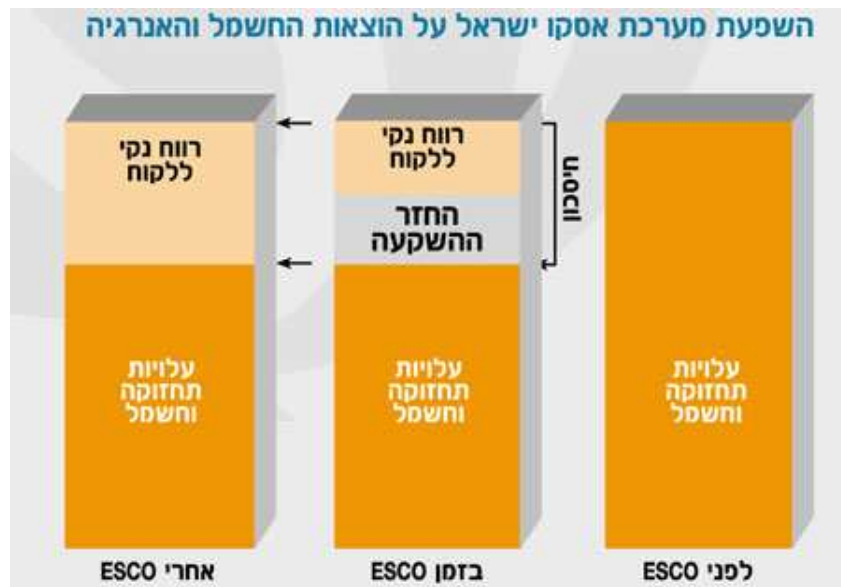 השפעת מערכת אסקו ישראל על הוצאות החשמל והאנרגיה
עלויות
תחזוקה
וחשמל
לפני ESCO
חיסכון
רווח נקי
ללקוח
החזר
ההשקעה
עלויות
תחזוקה
וחשמל
בזמן ESCO
רווח נקי
ללקוח
עלויות
תחזוקה
וחשמל
אחרי ESCO